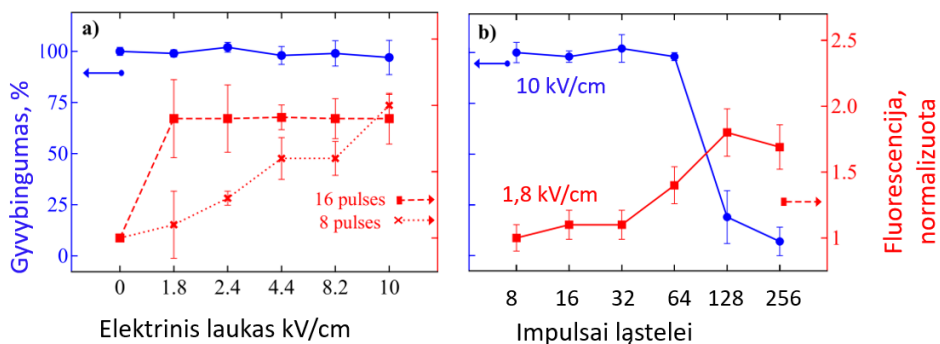 a)
Gyvybingumas, %
100
75
50
25
0
16 pulses
8 pulses
0 1.8 2.4 4.4 8.2 10
Elektrinis laukas kV/cm
b)
10 kV/cm
1,8 kV/cm
8 16 32 64 128 256
Impulsai ląstelei
2.5
2.0
1.5
1
Fluorescencija,
normalizuota